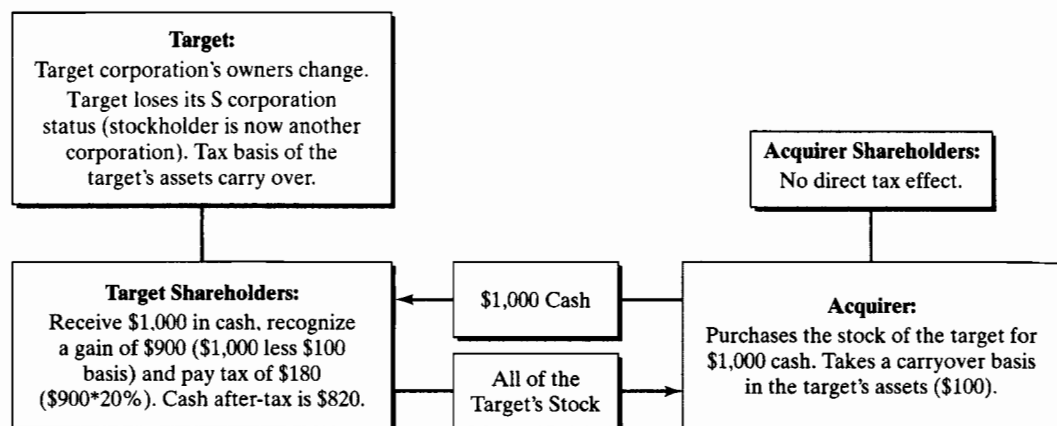 Target:
Target corporation's owners change.
Target loses its S corporation
status (stockholder is now another
corporation). Tax basis of the
target's assets carry over.
Acquirer Shareholders:
No direct tax effect.
Target Shareholders:
Receive $1,000 in cash, recognize
a gain of $900 ($1,000 less $100
basis) and pay tax of $180
($900*20%). Cash after-tax is $820.
$1,000 Cash
All of the
Target's Stock
Acquirer:
Purchases the stock of the target for
$1,000 cash. Takes a carryover basis
in the target's assets ($100).